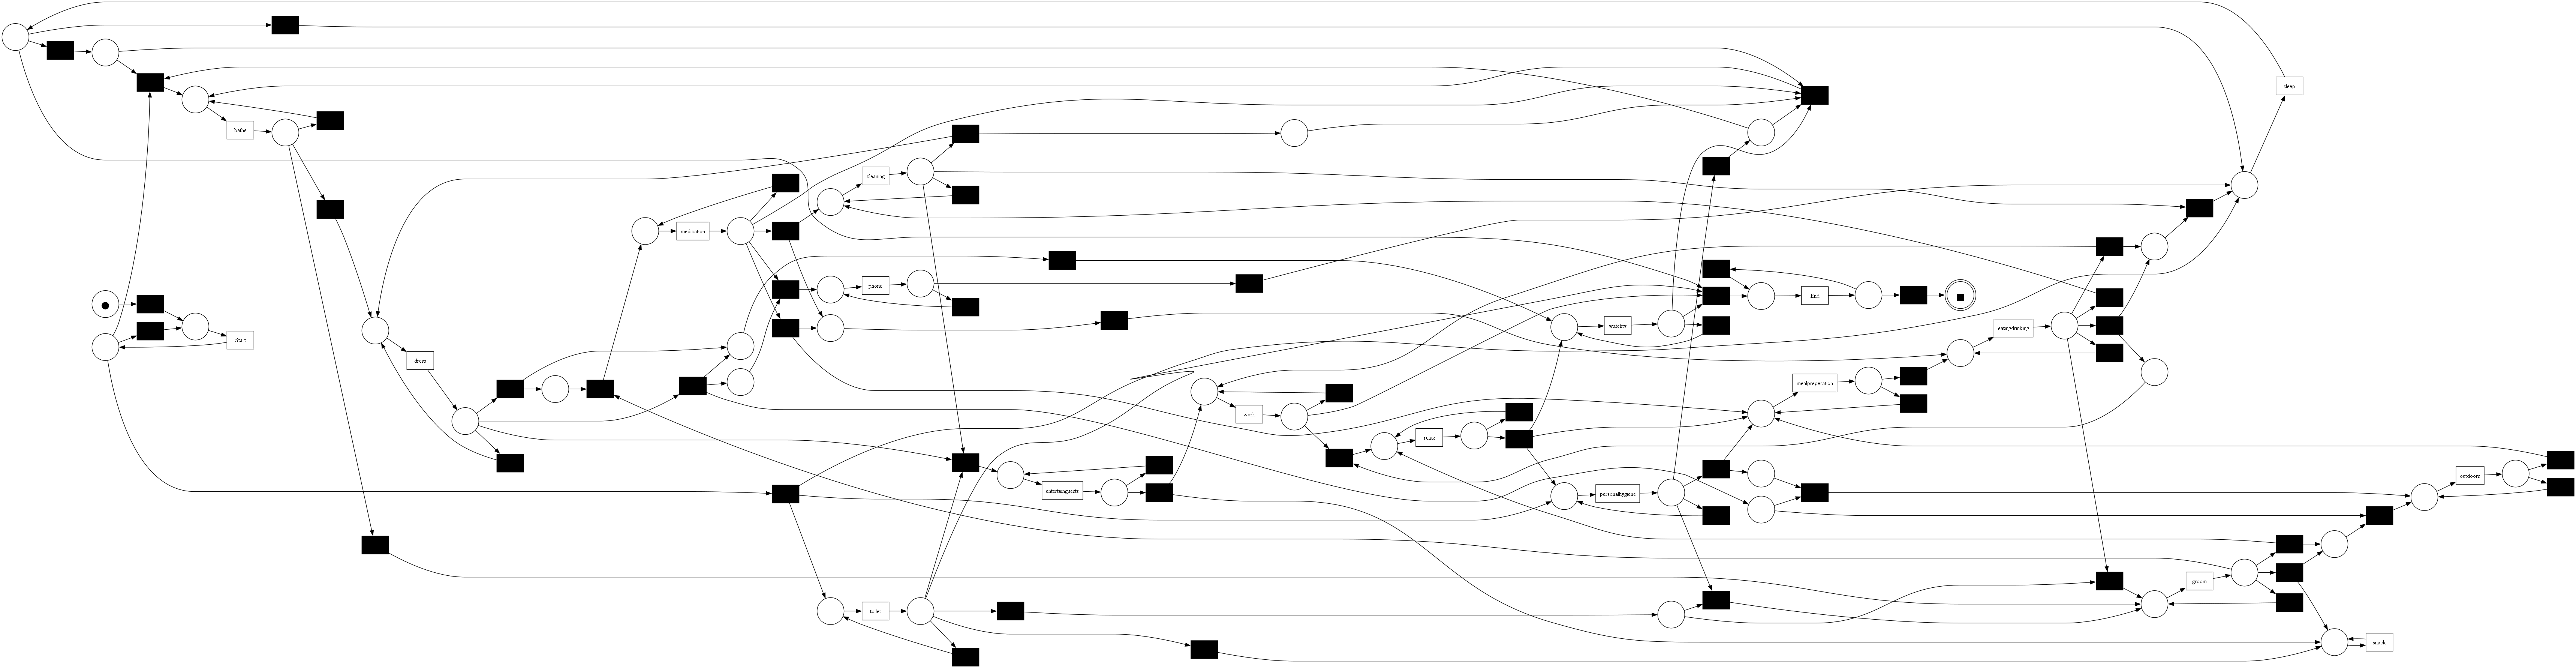 sleep
bathe
cleaning
medication
phone
End
Start
watchtv
eatingdrinking
dress
mealpreperation
work
relax
outdoors
entertainguests
personalhygiene
groom
toilet
snack